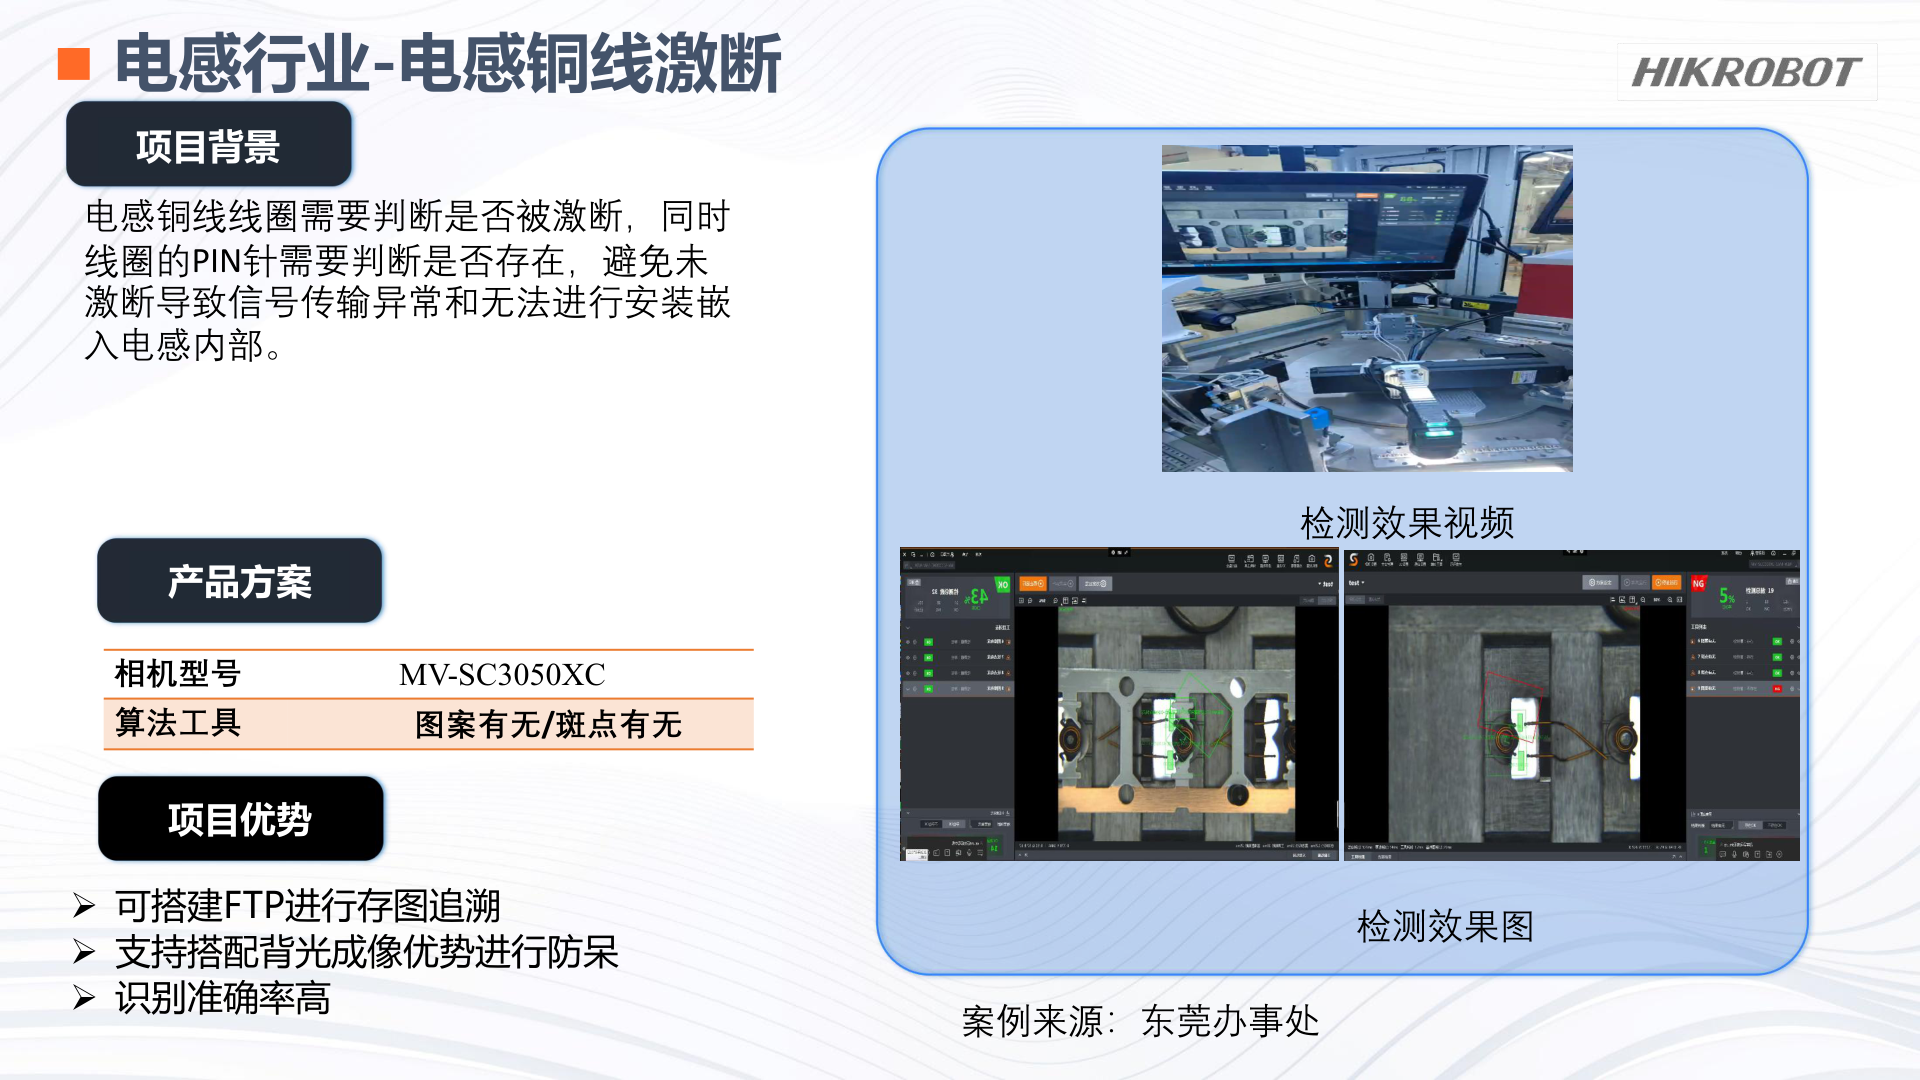 电感行业-电感铜线激断
HIKROBOT
项目背景
电感铜线线圈需要判断是否被激断，同时
线圈的PIN针需要判断是否存在，避免未
激断导致信号传输异常和无法进行安装嵌
入电感内部。
产品方案
相机型号 MV-SC3050XC
算法工具 图案有无/斑点有无
项目优势
➢ 可搭建FTP进行存图追溯
➢ 支持搭配背光成像优势进行防呆
➢ 识别准确率高
检测效果视频
OK
43%
test
test
NG
5%
检测效果图
案例来源：东莞办事处